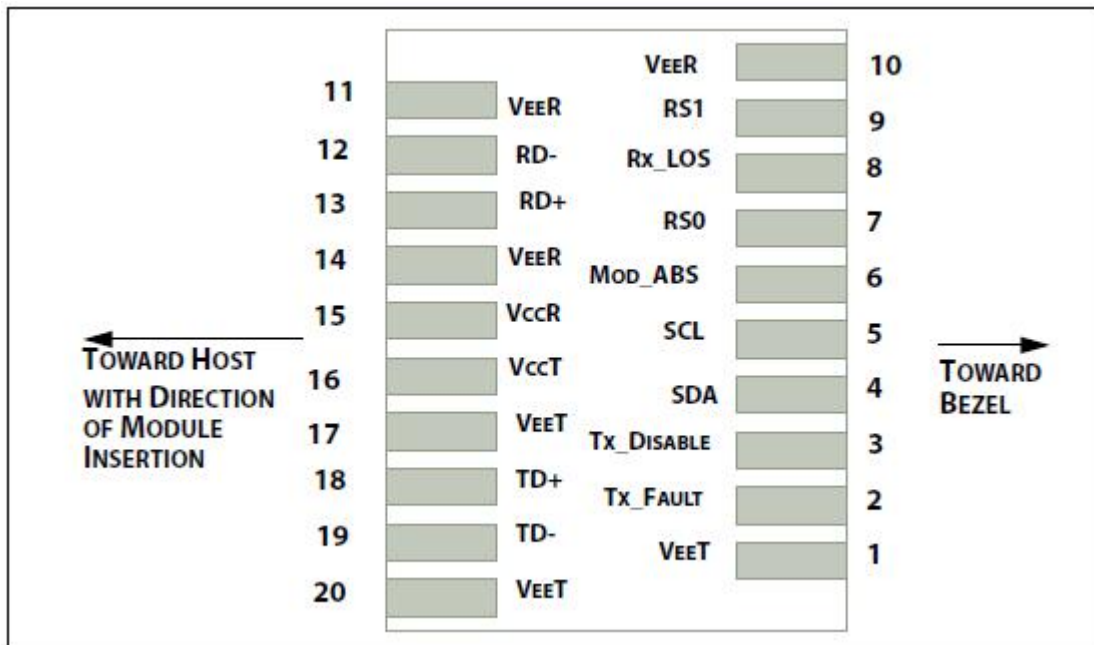 VEER 10
11 VEER
RS1 9
12 RD-
Rx_LOS 8
13 RD+
RS0 7
14 VEER
MOD_ABS 6
15 VCCR
SCL 5
16 VCCT
SDA 4
17 VEET
TX_DISABLE 3
18 TD+
TX_FAULT 2
19 TD-
VEET 1
20 VEET
TOWARD HOST
WITH DIRECTION
OF MODULE
INSERTION
TOWARD
BEZEL